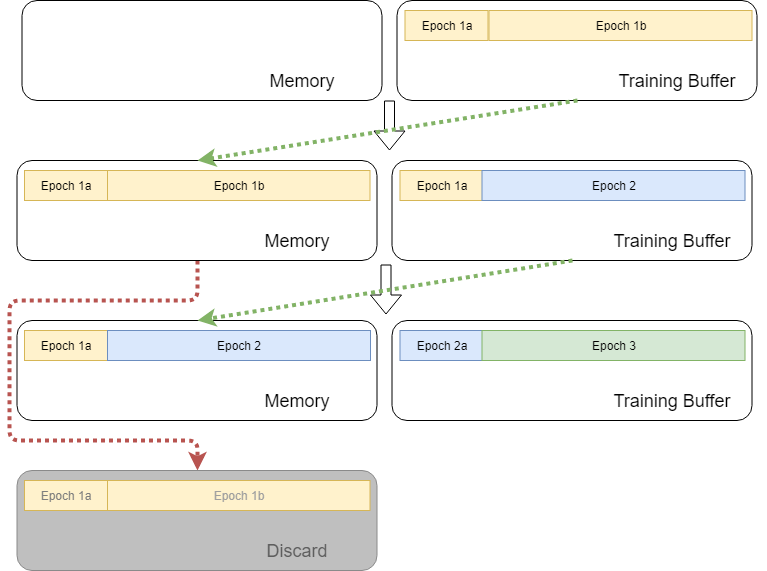 Epoch 1a Epoch 1b
Memory Training Buffer
Epoch 1a Epoch 1b Epoch 1a Epoch 2
Memory Training Buffer
Epoch 1a Epoch 2 Epoch 2a Epoch 3
Memory Training Buffer
Epoch 1a Epoch 1b
Discard